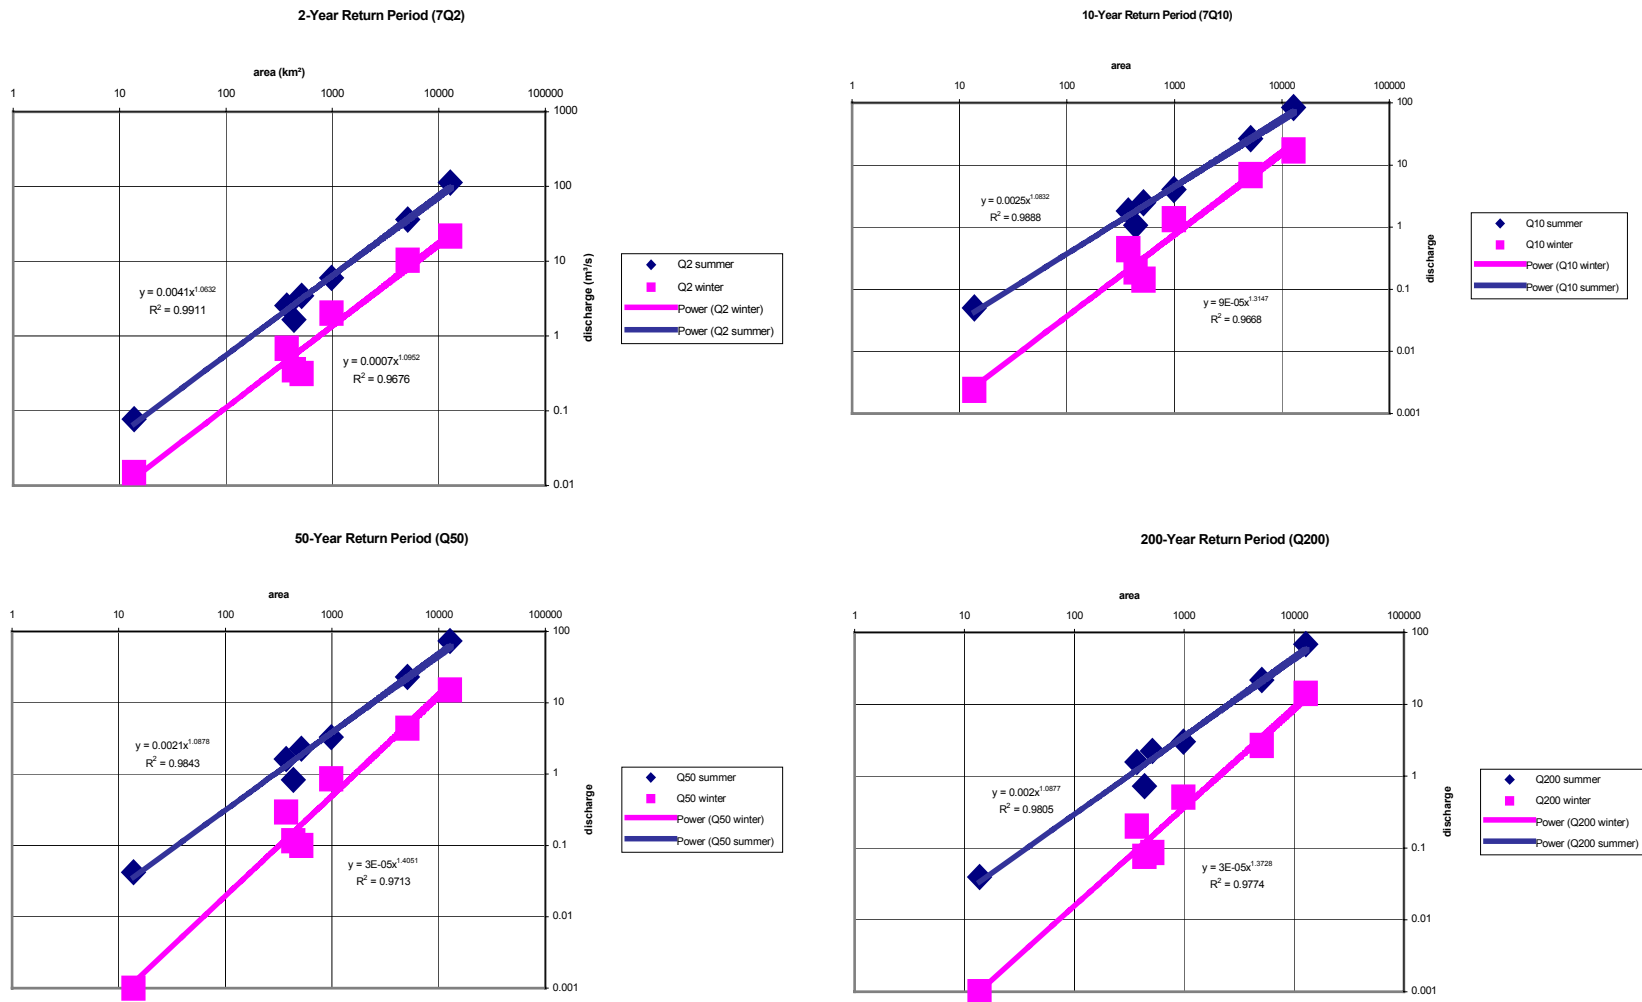 2-Year Return Period (7Q2)
area (km²)
1 10 100 1000 10000 100000
1000
100
10
1
0.1
0.01
discharge (m³/s)
y = 0.0041x^1.0632
R² = 0.9911
y = 0.0007x^1.0952
R² = 0.9676
Q2 summer
Q2 winter
Power (Q2 winter)
Power (Q2 summer)
10-Year Return Period (7Q10)
area
1 10 100 1000 10000 100000
100
10
1
0.1
0.01
0.001
discharge
y = 0.0025x^1.0832
R² = 0.9888
y = 9E-05x^1.3147
R² = 0.9668
Q10 summer
Q10 winter
Power (Q10 winter)
Power (Q10 summer)
50-Year Return Period (Q50)
area
1 10 100 1000 10000 100000
100
10
1
0.1
0.01
0.001
discharge
y = 0.0021x^1.0878
R² = 0.9843
y = 3E-05x^1.4051
R² = 0.9713
Q50 summer
Q50 winter
Power (Q50 winter)
Power (Q50 summer)
200-Year Return Period (Q200)
area
1 10 100 1000 10000 100000
100
10
1
0.1
0.01
0.001
discharge
y = 0.002x^1.0877
R² = 0.9805
y = 3E-05x^1.3728
R² = 0.9774
Q200 summer
Q200 winter
Power (Q200 winter)
Power (Q200 summer)